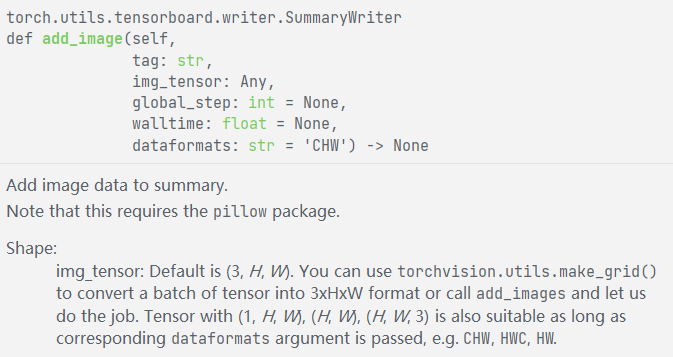 torch.utils.tensorboard.writer.SummaryWriter
def add_image(self,
tag: str,
img_tensor: Any,
global_step: int = None,
walltime: float = None,
dataformats: str = 'CHW') -> None
Add image data to summary.
Note that this requires the pillow package.
Shape:
img_tensor: Default is (3, H, W). You can use torchvision.utils.make_grid()
to convert a batch of tensor into 3xHxW format or call add_images and let us
do the job. Tensor with (1, H, W), (H, W), (H, W, 3) is also suitable as long as
corresponding dataformats argument is passed, e.g. CHW, HWC, HW.